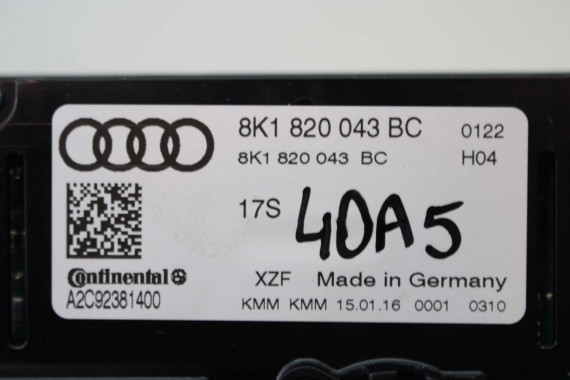 8K1 820 043 BC 0122
8K1 820 043 BC H04
17S 4DA5
Continental
XZF Made in Germany
A2C92381400
KMM KMM 15.01.16 0001 0310